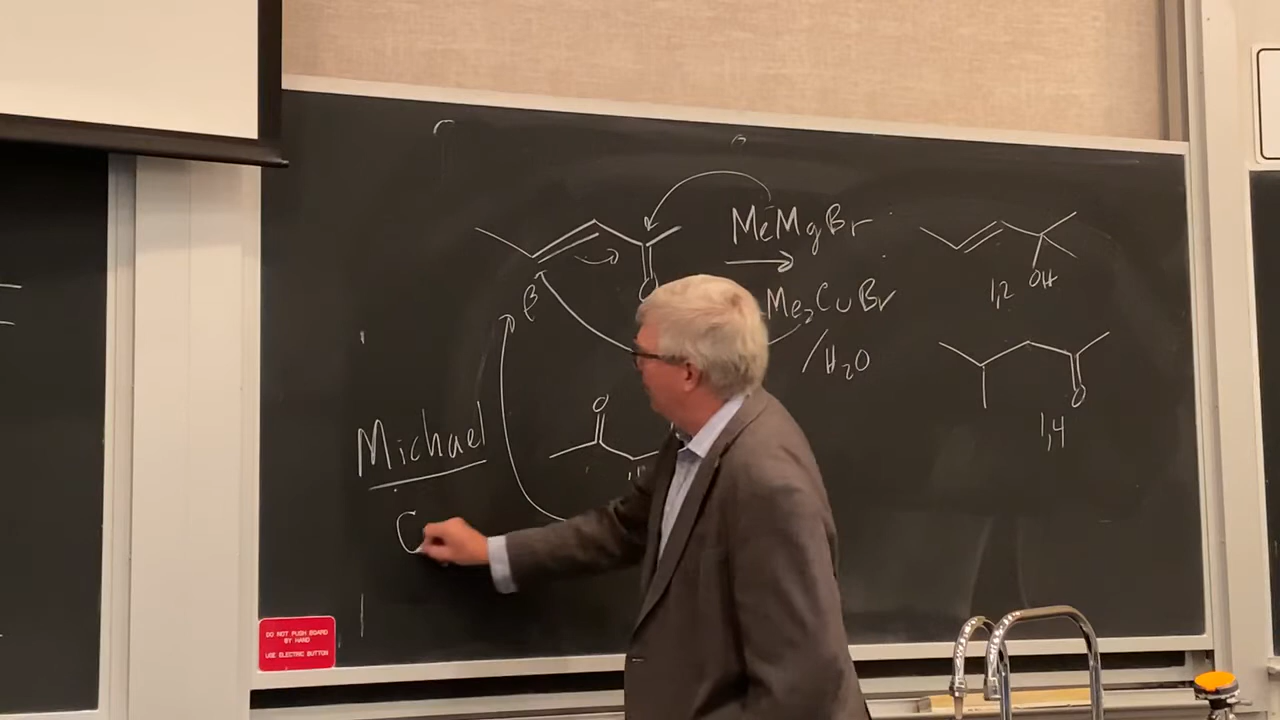 MeMgBr
OH
1,2
β
Me₂CuBr
/H₂O
O
1,4
O
Michael
C
DO NOT PUSH BOARD
BY HAND
USE ELECTRIC BUTTON